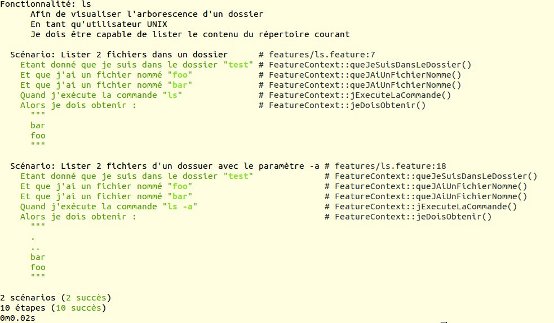 Fonctionnalité: ls
Afin de visualiser l'arborescence d'un dossier
En tant qu'utilisateur UNIX
Je dois être capable de lister le contenu du répertoire courant
Scénario: Lister 2 fichiers dans un dossier # features/ls.feature:7
Etant donné que je suis dans le dossier "test" # FeatureContext::queJeSuisDansLeDossier()
Et que j'ai un fichier nommé "foo" # FeatureContext::queJAiUnFichierNomme()
Et que j'ai un fichier nommé "bar" # FeatureContext::queJAiUnFichierNomme()
Quand j'exécute la commande "ls" # FeatureContext::jExecuteLaCommande()
Alors je dois obtenir : # FeatureContext::jeDoisObtenir()
"""
bar
foo
"""
Scénario: Lister 2 fichiers d'un dossuer avec le paramètre -a # features/ls.feature:18
Etant donné que je suis dans le dossier "test" # FeatureContext::queJeSuisDansLeDossier()
Et que j'ai un fichier nommé "foo" # FeatureContext::queJAiUnFichierNomme()
Et que j'ai un fichier nommé "bar" # FeatureContext::queJAiUnFichierNomme()
Quand j'exécute la commande "ls -a" # FeatureContext::jExecuteLaCommande()
Alors je dois obtenir : # FeatureContext::jeDoisObtenir()
"""
.
..
bar
foo
"""
2 scénarios (2 succès)
10 étapes (10 succès)
0m0.02s